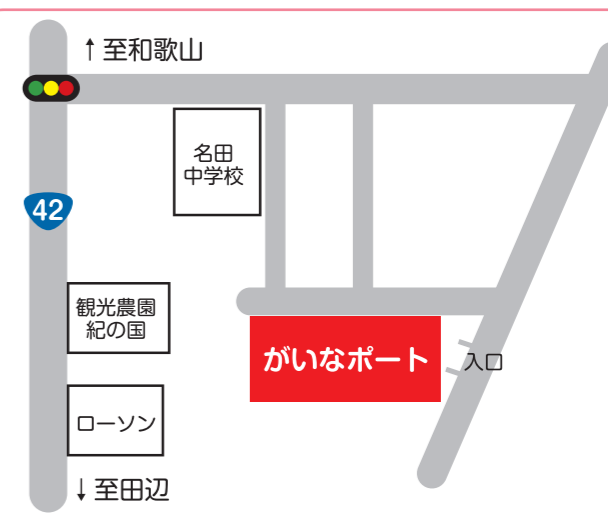 ↑至和歌山
名田
中学校
42
観光農園
紀の国
がいなポート
入口
ローソン
↓至田辺